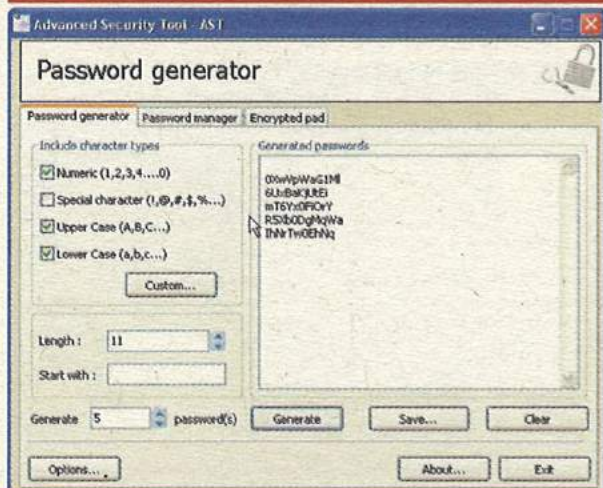 Advanced Security Tool - AST
Password generator
Password generator Password manager Encrypted pad
Include character types
Numeric (1,2,3,4....0)
Special character (!,@,#,$,%...)
Upper Case (A,B,C...)
Lower Case (a,b,c...)
Custom...
Length : 11
Start with :
Generate 5 password(s)
Generated passwords
Generate Save... Clear
Options... About... Exit